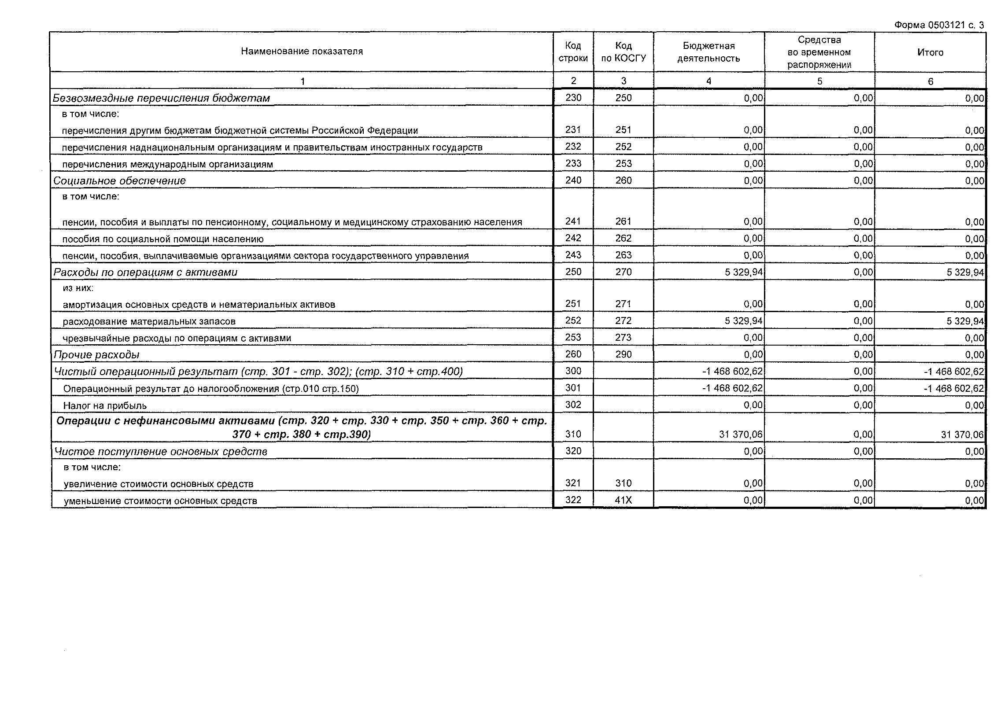 Форма 0503121 с. 3
Наименование показателя | Код строки | Код по КОСГУ | Бюджетная деятельность | Средства во временном распоряжении | Итого
1 | 2 | 3 | 4 | 5 | 6
Безвозмездные перечисления бюджетам | 230 | 250 | 0,00 | 0,00 | 0,00
в том числе:
перечисления другим бюджетам бюджетной системы Российской Федерации | 231 | 251 | 0,00 | 0,00 | 0,00
перечисления наднациональным организациям и правительствам иностранных государств | 232 | 252 | 0,00 | 0,00 | 0,00
перечисления международным организациям | 233 | 253 | 0,00 | 0,00 | 0,00
Социальное обеспечение | 240 | 260 | 0,00 | 0,00 | 0,00
в том числе:
пенсии, пособия и выплаты по пенсионному, социальному и медицинскому страхованию населения | 241 | 261 | 0,00 | 0,00 | 0,00
пособия по социальной помощи населению | 242 | 262 | 0,00 | 0,00 | 0,00
пенсии, пособия, выплачиваемые организациями сектора государственного управления | 243 | 263 | 0,00 | 0,00 | 0,00
Расходы по операциям с активами | 250 | 270 | 5 329,94 | 0,00 | 5 329,94
из них:
амортизация основных средств и нематериальных активов | 251 | 271 | 0,00 | 0,00 | 0,00
расходование материальных запасов | 252 | 272 | 5 329,94 | 0,00 | 5 329,94
чрезвычайные расходы по операциям с активами | 253 | 273 | 0,00 | 0,00 | 0,00
Прочие расходы | 260 | 290 | 0,00 | 0,00 | 0,00
Чистый операционный результат (стр. 301 - стр. 302); (стр. 310 + стр.400) | 300 | | -1 468 602,62 | 0,00 | -1 468 602,62
Операционный результат до налогообложения (стр.010 стр.150) | 301 | | -1 468 602,62 | 0,00 | -1 468 602,62
Налог на прибыль | 302 | | 0,00 | 0,00 | 0,00
Операции с нефинансовыми активами (стр. 320 + стр. 330 + стр. 350 + стр. 360 + стр.
370 + стр. 380 + стр.390) | 310 | | 31 370,06 | 0,00 | 31 370,06
Чистое поступление основных средств | 320 | | 0,00 | 0,00 | 0,00
в том числе:
увеличение стоимости основных средств | 321 | 310 | 0,00 | 0,00 | 0,00
уменьшение стоимости основных средств | 322 | 41Х | 0,00 | 0,00 | 0,00